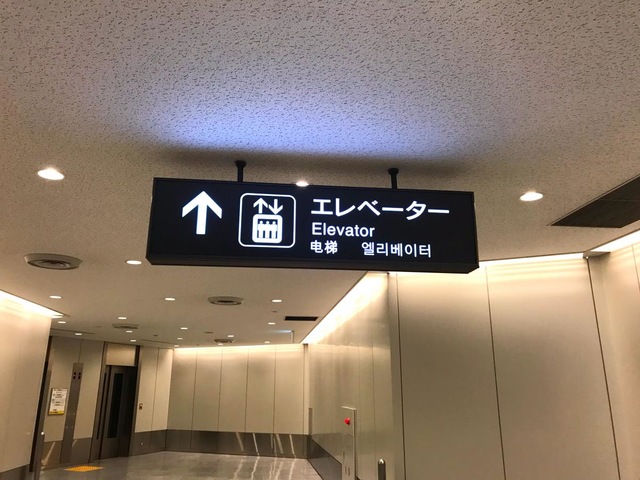 エレベーター
Elevator
电梯 엘리베이터